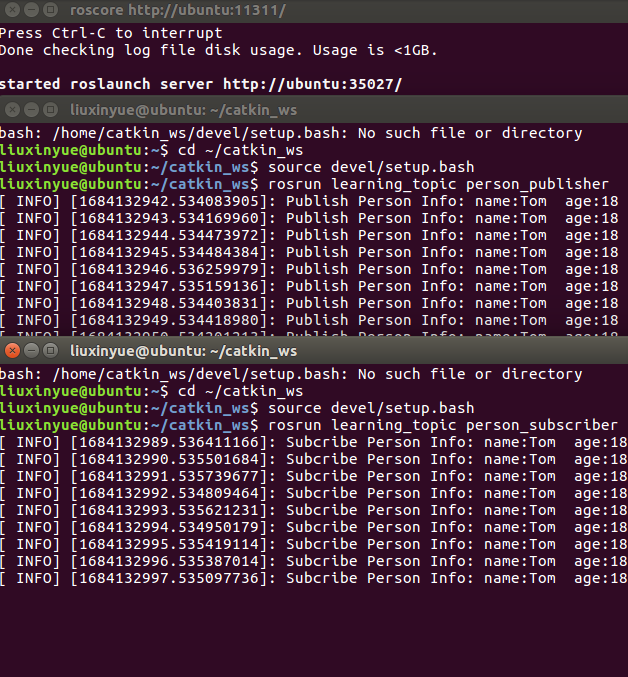 roscore http://ubuntu:11311/
Press Ctrl-C to interrupt
Done checking log file disk usage. Usage is <1GB.
started roslaunch server http://ubuntu:35027/
liuxinyue@ubuntu: ~/catkin_ws
bash: /home/catkin_ws/devel/setup.bash: No such file or directory
liuxinyue@ubuntu:~$ cd ~/catkin_ws
liuxinyue@ubuntu:~/catkin_ws$ source devel/setup.bash
liuxinyue@ubuntu:~/catkin_ws$ rosrun learning_topic person_publisher
[ INFO] [1684132942.534083905]: Publish Person Info: name:Tom  age:18
[ INFO] [1684132943.534169960]: Publish Person Info: name:Tom  age:18
[ INFO] [1684132944.534473972]: Publish Person Info: name:Tom  age:18
[ INFO] [1684132945.534484384]: Publish Person Info: name:Tom  age:18
[ INFO] [1684132946.536259979]: Publish Person Info: name:Tom  age:18
[ INFO] [1684132947.535159136]: Publish Person Info: name:Tom  age:18
[ INFO] [1684132948.534403831]: Publish Person Info: name:Tom  age:18
[ INFO] [1684132949.534418980]: Publish Person Info: name:Tom  age:18
liuxinyue@ubuntu: ~/catkin_ws
bash: /home/catkin_ws/devel/setup.bash: No such file or directory
liuxinyue@ubuntu:~$ cd ~/catkin_ws
liuxinyue@ubuntu:~/catkin_ws$ source devel/setup.bash
liuxinyue@ubuntu:~/catkin_ws$ rosrun learning_topic person_subscriber
[ INFO] [1684132989.536411166]: Subcribe Person Info: name:Tom  age:18
[ INFO] [1684132990.535501684]: Subcribe Person Info: name:Tom  age:18
[ INFO] [1684132991.535739677]: Subcribe Person Info: name:Tom  age:18
[ INFO] [1684132992.534809464]: Subcribe Person Info: name:Tom  age:18
[ INFO] [1684132993.535621231]: Subcribe Person Info: name:Tom  age:18
[ INFO] [1684132994.534950179]: Subcribe Person Info: name:Tom  age:18
[ INFO] [1684132995.535419114]: Subcribe Person Info: name:Tom  age:18
[ INFO] [1684132996.535387014]: Subcribe Person Info: name:Tom  age:18
[ INFO] [1684132997.535097736]: Subcribe Person Info: name:Tom  age:18